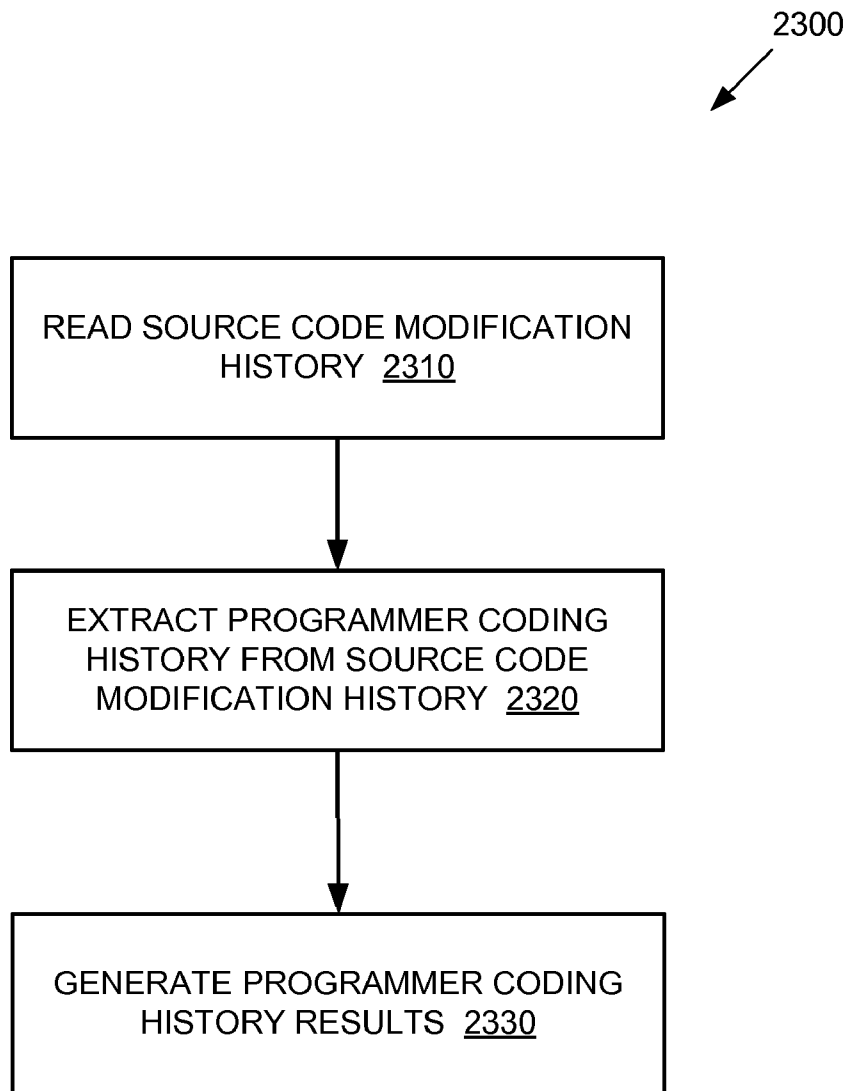 2300
READ SOURCE CODE MODIFICATION
HISTORY 2310
EXTRACT PROGRAMMER CODING
HISTORY FROM SOURCE CODE
MODIFICATION HISTORY 2320
GENERATE PROGRAMMER CODING
HISTORY RESULTS 2330